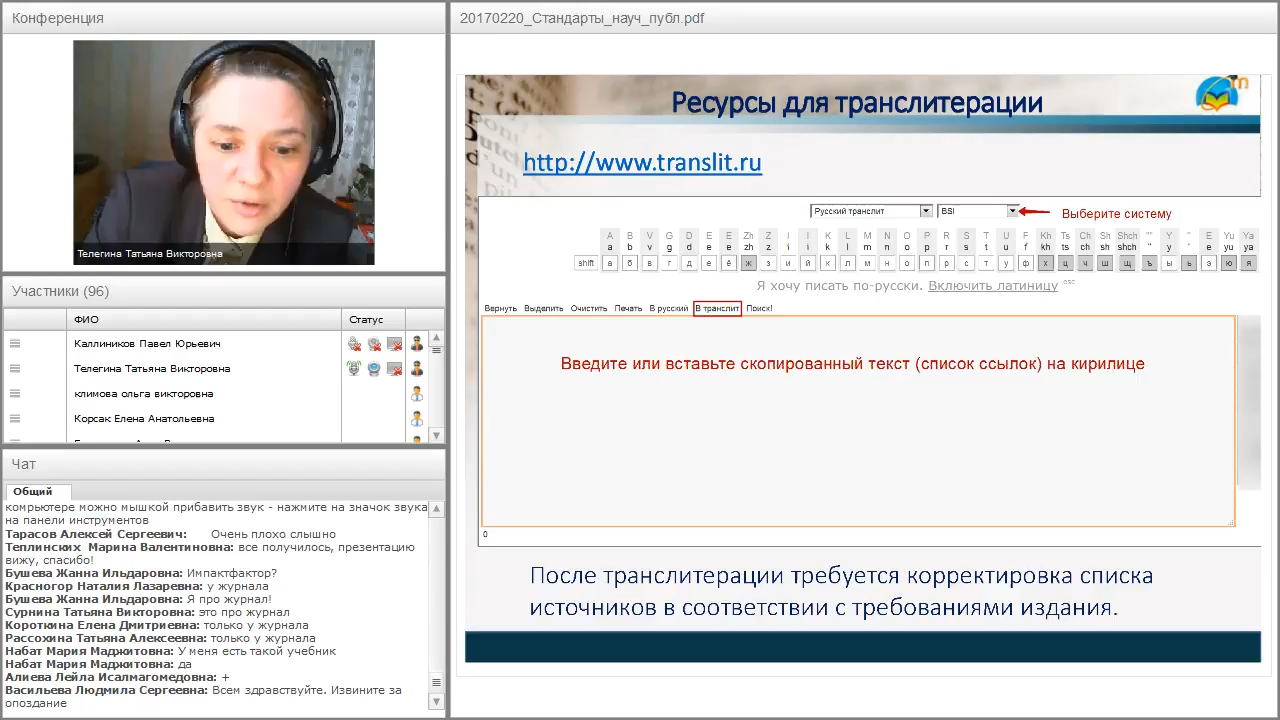 Конференция
Телегина Татьяна Викторовна
Участники (96)
ФИО Статус
Каллиников Павел Юрьевич
Телегина Татьяна Викторовна
климова ольга викторовна
Корсак Елена Анатольевна
Чат
Общий
комрьютере можно мышкой прибавить звук - нажмите на значок звука
на панели инструментов
Тарасов Алексей Сергеевич: Очень плохо слышно
Теплинских Марина Валентиновна: все получилось, презентацию
вижу, спасибо!
Бушева Жанна Ильдаровна: Импактфактор?
Красногор Наталия Лазаревна: у журнала
Бушева Жанна Ильдаровна: Я про журнал!
Сурнина Татьяна Викторовна: это про журнал
Короткина Елена Дмитриевна: только у журнала
Рассохина Татьяна Алексеевна: только у журнала
Набат Мария Маджитовна: У меня есть такой учебник
Набат Мария Маджитовна: да
Алиева Лейла Исалмагомедовна: +
Васильева Людмила Сергеевна: Всем здравствуйте. Извините за
опоздание
20170220_Стандарты_науч_публ.pdf
Ресурсы для транслитерации
http://www.translit.ru
Русский транслит BSI Выберите систему
A B V G D E E Zh Z I I K L M N O P R S T U F Kh Ts Ch Sh Shch "" Y ' E Yu Ya
a b v g d e e zh z i i k l m n o p r s t u f kh ts ch sh shch " y ' e yu ya
shift а б в г д е ё ж з и й к л м н о п р с т у ф х ц ч ш щ ъ ы ь э ю я
Я хочу писать по-русски. Включить латиницу esc
Вернуть Выделить Очистить Печать В русский В транслит Поиск!
Введите или вставьте скопированный текст (список ссылок) на кирилице
0
После транслитерации требуется корректировка списка
источников в соответствии с требованиями издания.